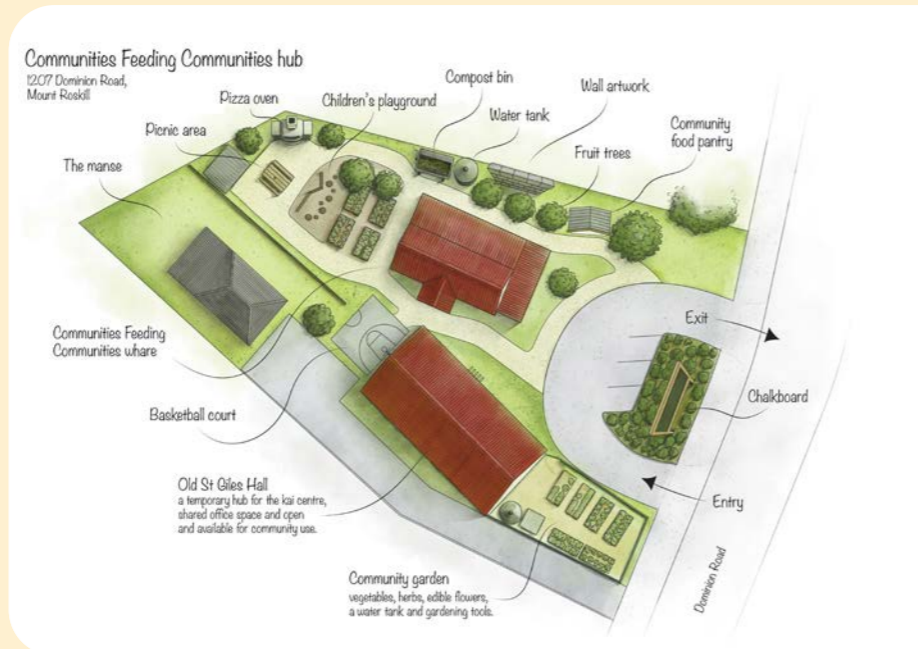 Communities Feeding Communities hub
1207 Dominion Road,
Mount Roskill
Pizza oven
Children's playground
Compost bin
Water tank
Wall artwork
Picnic area
Fruit trees
Community
food pantry
The manse
Exit
Communities Feeding
Communities whare
Chalkboard
Basketball court
Old St Giles Hall
a temporary hub for the kai centre,
shared office space and open
and available for community use.
Entry
Community garden
vegetables, herbs, edible flowers,
a water tank and gardening tools.
Dominion Road